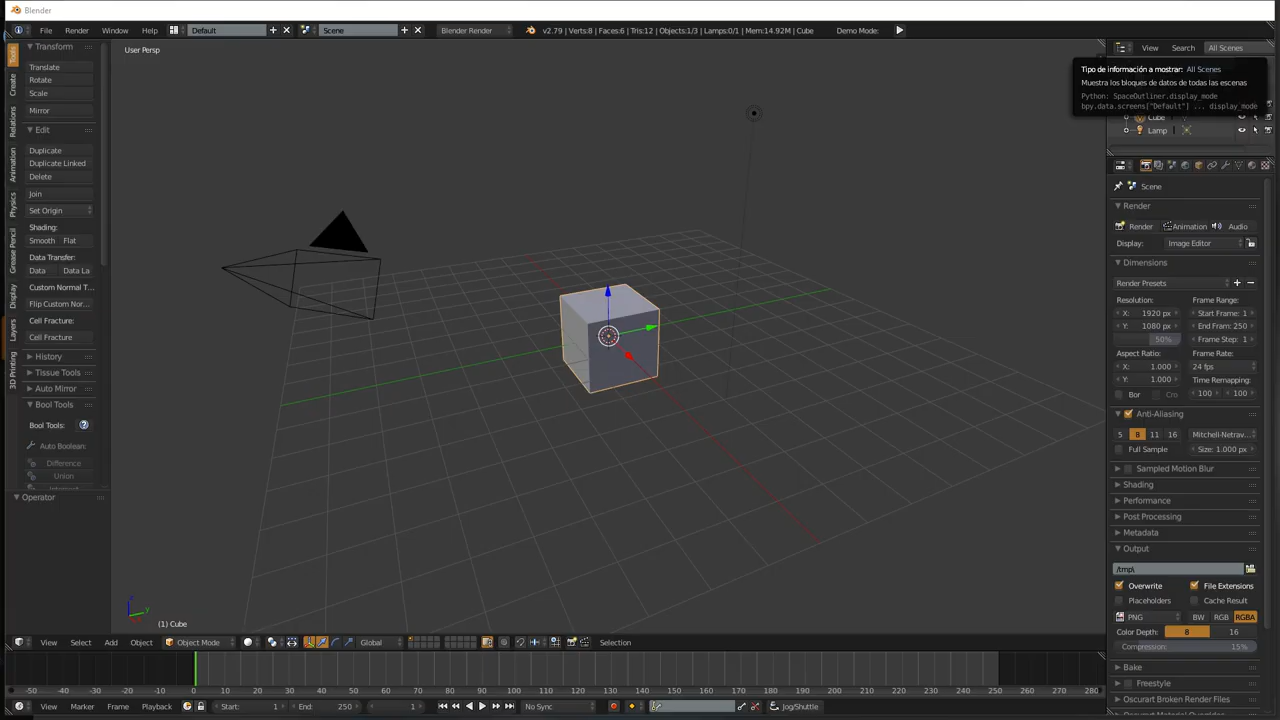 Blender
File Render Window Help Default Scene Blender Render v2.79 | Verts:8 | Faces:6 | Tris:12 | Objects:1/3 | Lamps:0/1 | Mem:14.92M | Cube Demo Mode:
User Persp
View Search All Scenes
Tipo de información a mostrar: All Scenes
Muestra los bloques de datos de todas las escenas
Python: SpaceOutliner.display_mode
bpy.data.screens["Default"] ... display_mode
Cube
Lamp
Tools
Create
Relations
Animation
Physics
Grease Pencil
Display
Layers
3D Printing
Transform
Translate
Rotate
Scale
Mirror
Edit
Duplicate
Duplicate Linked
Delete
Join
Set Origin
Shading:
Smooth Flat
Data Transfer:
Data Data La
Custom Normal T...
Flip Custom Nor...
Cell Fracture:
Cell Fracture
History
Tissue Tools
Auto Mirror
Bool Tools
Bool Tools:
Auto Boolean:
Difference
Union
Operator
Scene
Render
Render Animation Audio
Display: Image Editor
Dimensions
Render Presets
Resolution: Frame Range:
X: 1920 px Start Frame: 1
Y: 1080 px End Fram: 250
50% Frame Step: 1
Aspect Ratio: Frame Rate:
X: 1.000 24 fps
Y: 1.000 Time Remapping:
Bor Cro 100 100
Anti-Aliasing
5 8 11 16 Mitchell-Netrav...
Full Sample Size: 1.000 px
Sampled Motion Blur
Shading
Performance
Post Processing
Metadata
Output
/tmp\
Overwrite File Extensions
Placeholders Cache Result
PNG BW RGB RGBA
Color Depth: 8 16
Compression: 15%
Bake
Freestyle
Oscurart Broken Render Files
z
y
(1) Cube
View Select Add Object Object Mode Global Selection
-50 -40 -30 -20 -10 0 10 20 30 40 50 60 70 80 90 100 110 120 130 140 150 160 170 180 190 200 210 220 230 240 250 260 270 280
View Marker Frame Playback Start: 1 End: 250 1 No Sync Jog/Shuttle